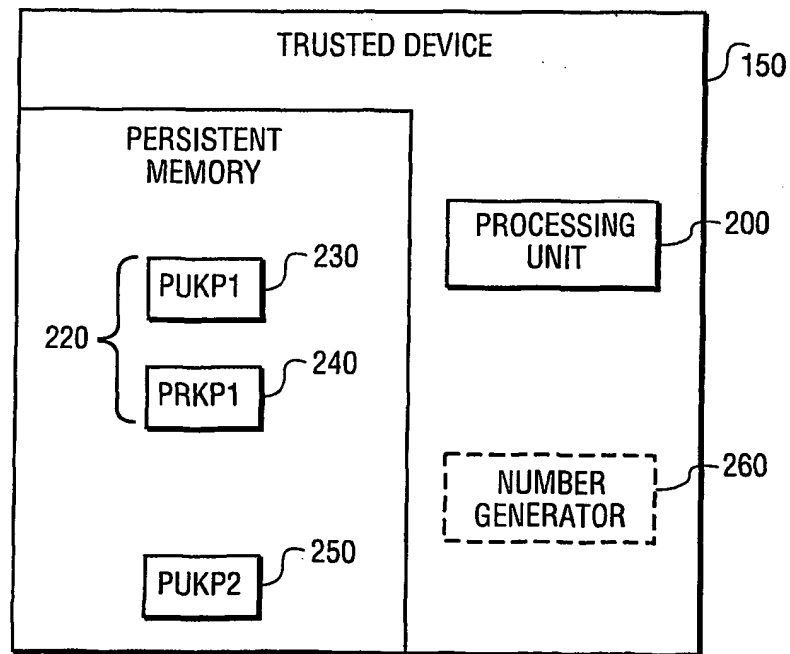 TRUSTED DEVICE
150
PERSISTENT
MEMORY
PROCESSING
UNIT
200
PUKP1
230
220
PRKP1
240
NUMBER
GENERATOR
260
PUKP2
250